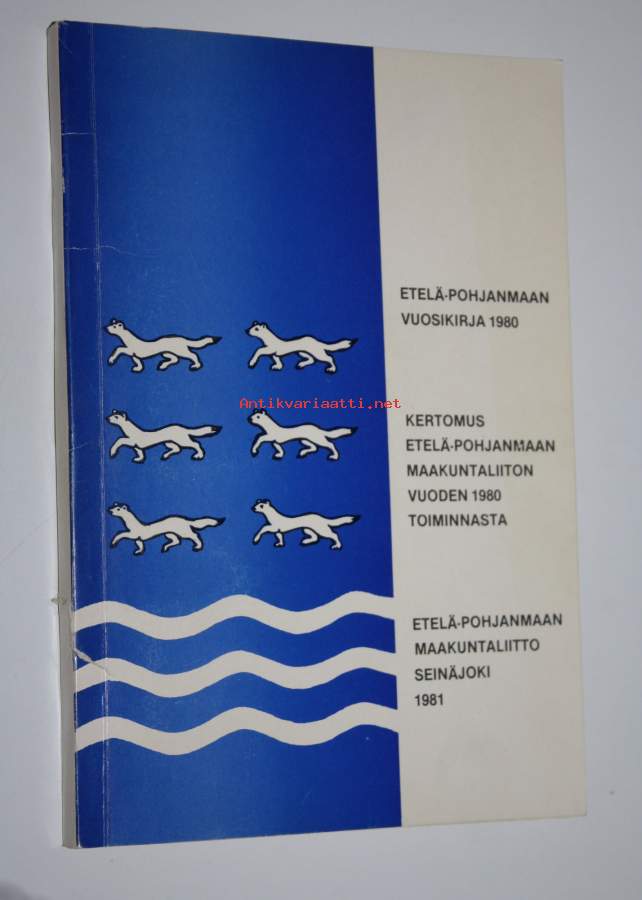 ETELÄ-POHJANMAAN
VUOSIKIRJA 1980
Antikvariaatti.net
KERTOMUS
ETELÄ-POHJANMAAN
MAAKUNTALIITON
VUODEN 1980
TOIMINNASTA
ETELÄ-POHJANMAAN
MAAKUNTALIITTO
SEINÄJOKI
1981